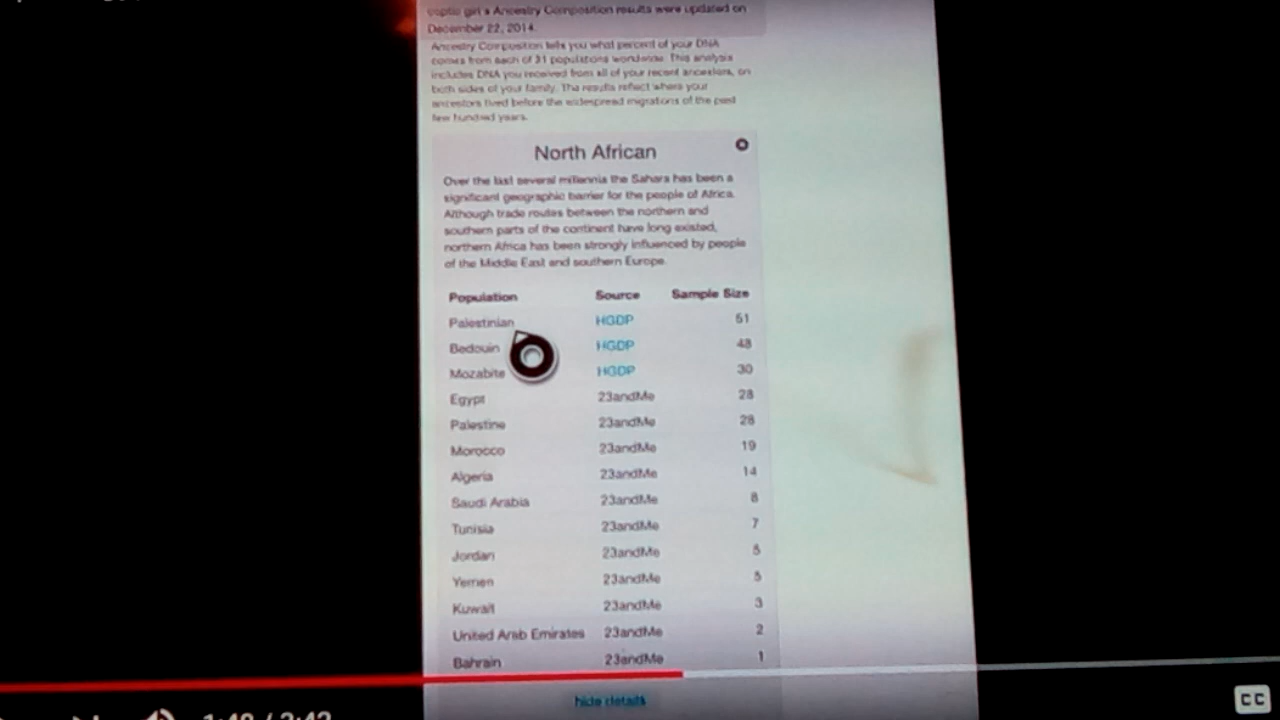 coptic girl's Ancestry Composition results were updated on
December 22, 2014.
Ancestry Composition tells you what percent of your DNA
comes from each of 31 populations worldwide. This analysis
includes DNA you received from all of your recent ancestors, on
both sides of your family. The results reflect where your
ancestors lived before the widespread migrations of the past
few hundred years.
North African
Over the last several millennia the Sahara has been a
significant geographic barrier for the people of Africa.
Although trade routes between the northern and
southern parts of the continent have long existed,
northern Africa has been strongly influenced by people
of the Middle East and southern Europe.
Population Source Sample Size
Palestinian HGDP 51
Bedouin HGDP 48
Mozabite HGDP 30
Egypt 23andMe 28
Palestine 23andMe 28
Morocco 23andMe 19
Algeria 23andMe 14
Saudi Arabia 23andMe 8
Tunisia 23andMe 7
Jordan 23andMe 5
Yemen 23andMe 5
Kuwait 23andMe 3
United Arab Emirates 23andMe 2
Bahrain 23andMe 1
hide details
1:48 / 2:42
CC